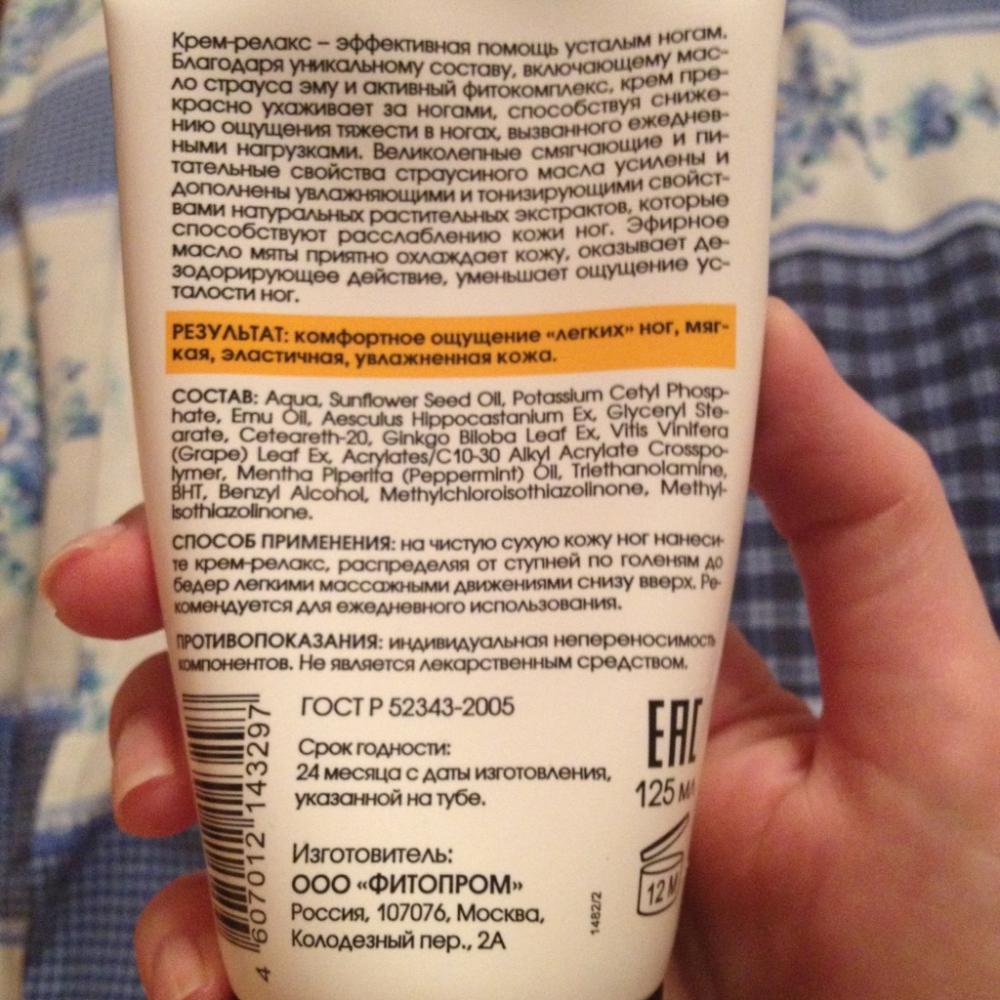 Крем-релакс – эффективная помощь усталым ногам.
Благодаря уникальному составу, включающему мас-
ло страуса эму и активный фитокомплекс, крем пре-
красно ухаживает за ногами, способствуя сниже-
нию ощущения тяжести в ногах, вызванного ежеднев-
ными нагрузками. Великолепные смягчающие и пи-
тательные свойства страусиного масла усилены и
дополнены увлажняющими и тонизирующими свойст-
вами натуральных растительных экстрактов, которые
способствуют расслаблению кожи ног. Эфирное
масло мяты приятно охлаждает кожу, оказывает де-
зодорирующее действие, уменьшает ощущение ус-
талости ног.
РЕЗУЛЬТАТ: комфортное ощущение «легких» ног, мяг-
кая, эластичная, увлажненная кожа.
СОСТАВ: Aqua, Sunflower Seed Oil, Potassium Cetyl Phosp-
hate, Emu Oil, Aesculus Hippocastanium Ex, Glyceryl Ste-
arate, Ceteareth-20, Ginkgo Biloba Leaf Ex, Vitis Vinifera
(Grape) Leaf Ex, Acrylates/C10-30 Alkyl Acrylate Crosspo-
lymer, Mentha Piperita (Peppermint) Oil, Triethanolamine,
BHT, Benzyl Alcohol, Methylchloroisothiazolinone, Methyl-
isothiazolinone.
СПОСОБ ПРИМЕНЕНИЯ: на чистую сухую кожу ног нанеси-
те крем-релакс, распределяя от ступней по голеням до
бедер легкими массажными движениями снизу вверх. Ре-
комендуется для ежедневного использования.
ПРОТИВОПОКАЗАНИЯ: индивидуальная непереносимость
компонентов. Не является лекарственным средством.
4 607012 143297
ГОСТ Р 52343-2005
Срок годности:
24 месяца с даты изготовления,
указанной на тубе.
Изготовитель:
ООО «ФИТОПРОМ»
Россия, 107076, Москва,
Колодезный пер., 2А
1482/2
EAC
125 мл
12 M